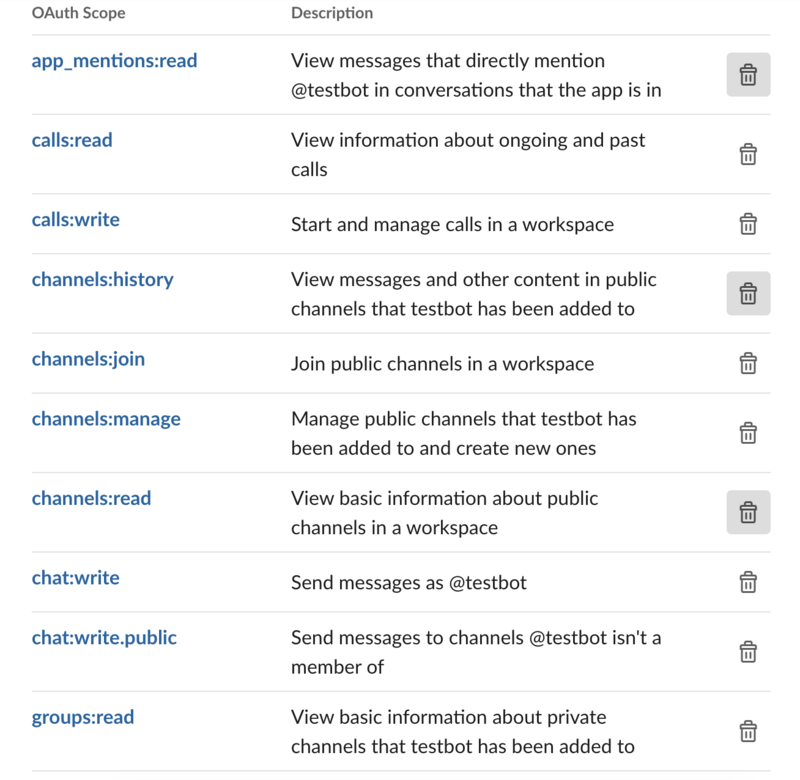 OAuth Scope Description
app_mentions:read View messages that directly mention
@testbot in conversations that the app is in
calls:read View information about ongoing and past
calls
calls:write Start and manage calls in a workspace
channels:history View messages and other content in public
channels that testbot has been added to
channels:join Join public channels in a workspace
channels:manage Manage public channels that testbot has
been added to and create new ones
channels:read View basic information about public
channels in a workspace
chat:write Send messages as @testbot
chat:write.public Send messages to channels @testbot isn't a
member of
groups:read View basic information about private
channels that testbot has been added to